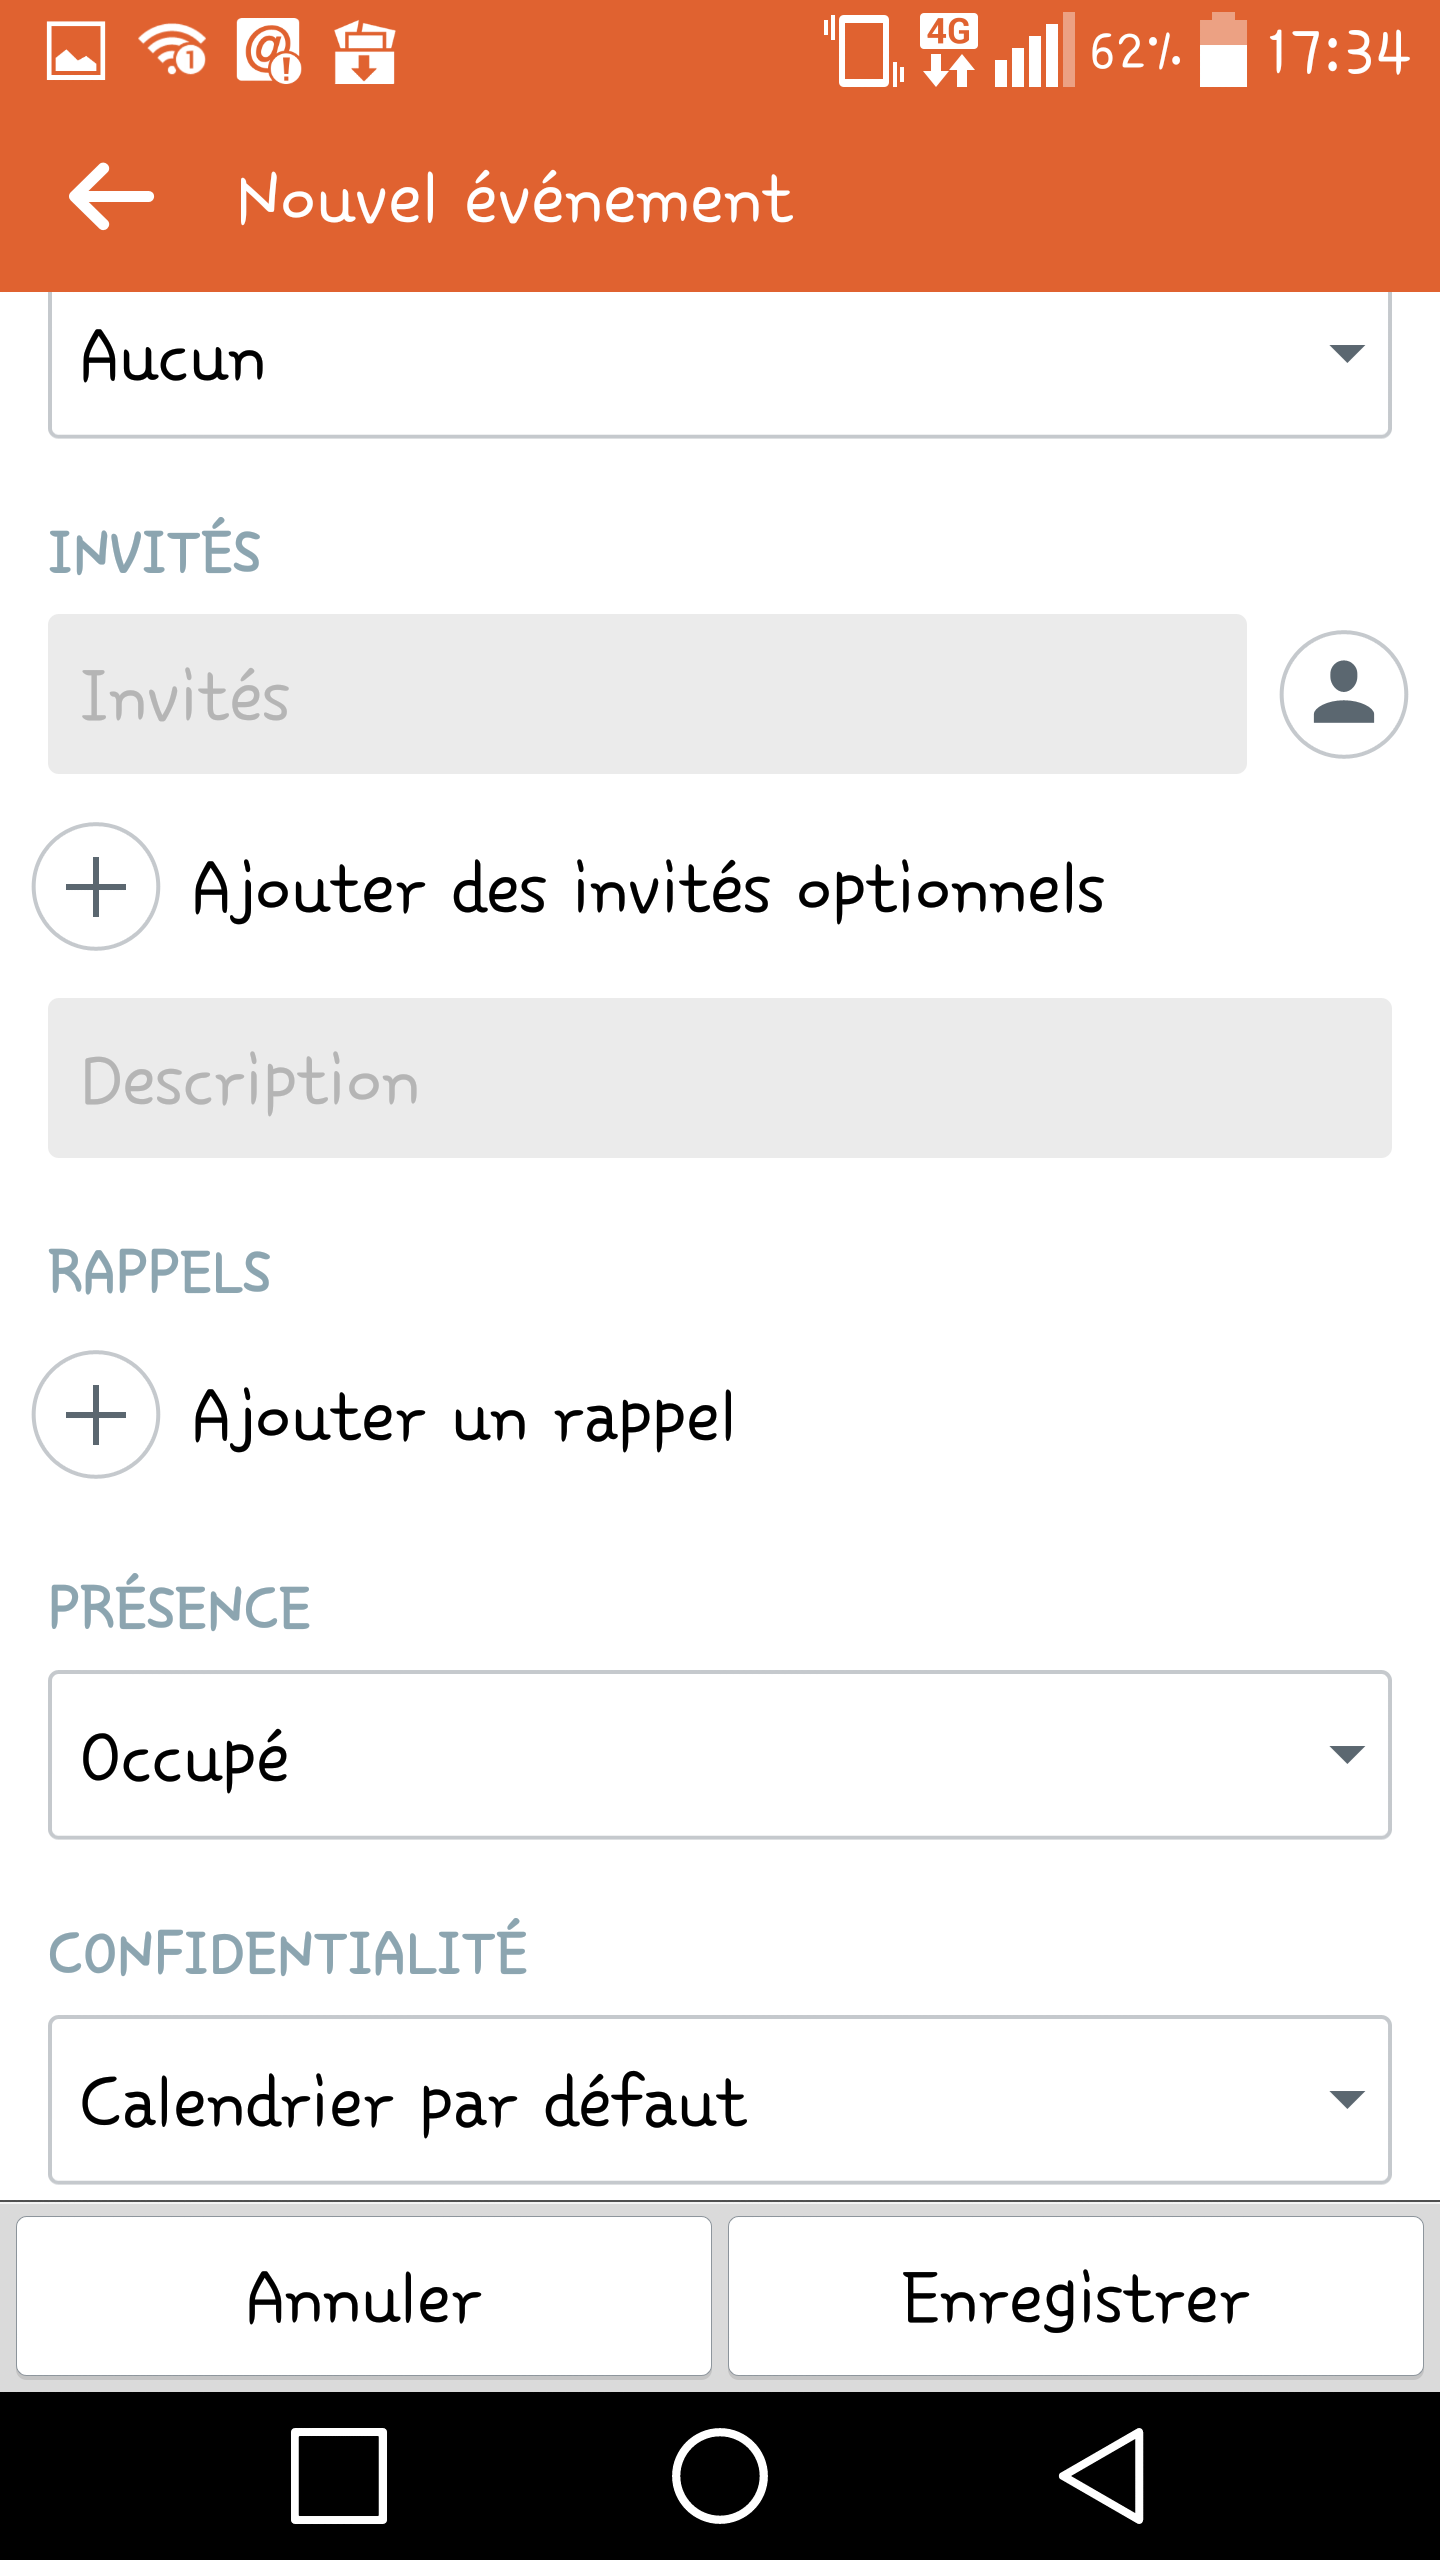 4G 62% 17:34
Nouvel événement
Aucun
INVITÉS
Invités
Ajouter des invités optionnels
Description
RAPPELS
Ajouter un rappel
PRÉSENCE
Occupé
CONFIDENTIALITÉ
Calendrier par défaut
Annuler Enregistrer